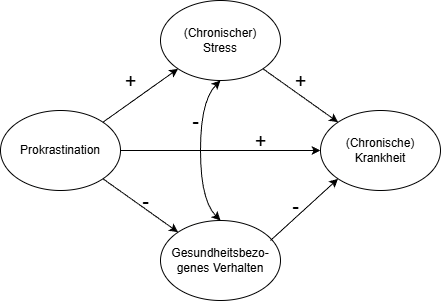 (Chronischer)
Stress
+
+
-
Prokrastination
+
(Chronische)
Krankheit
-
-
Gesundheitsbezo-
genes Verhalten